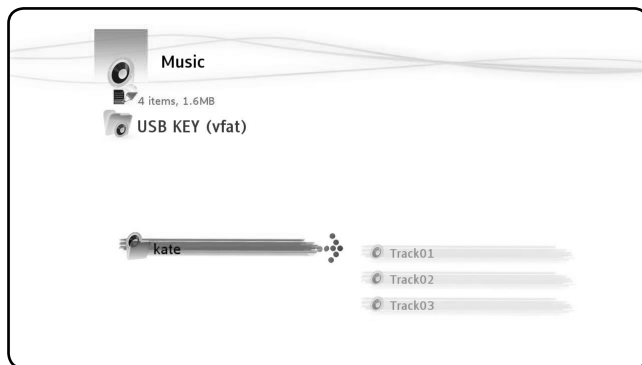 Music
4 items, 1.6MB
USB KEY (vfat)
kate
Track01
Track02
Track03